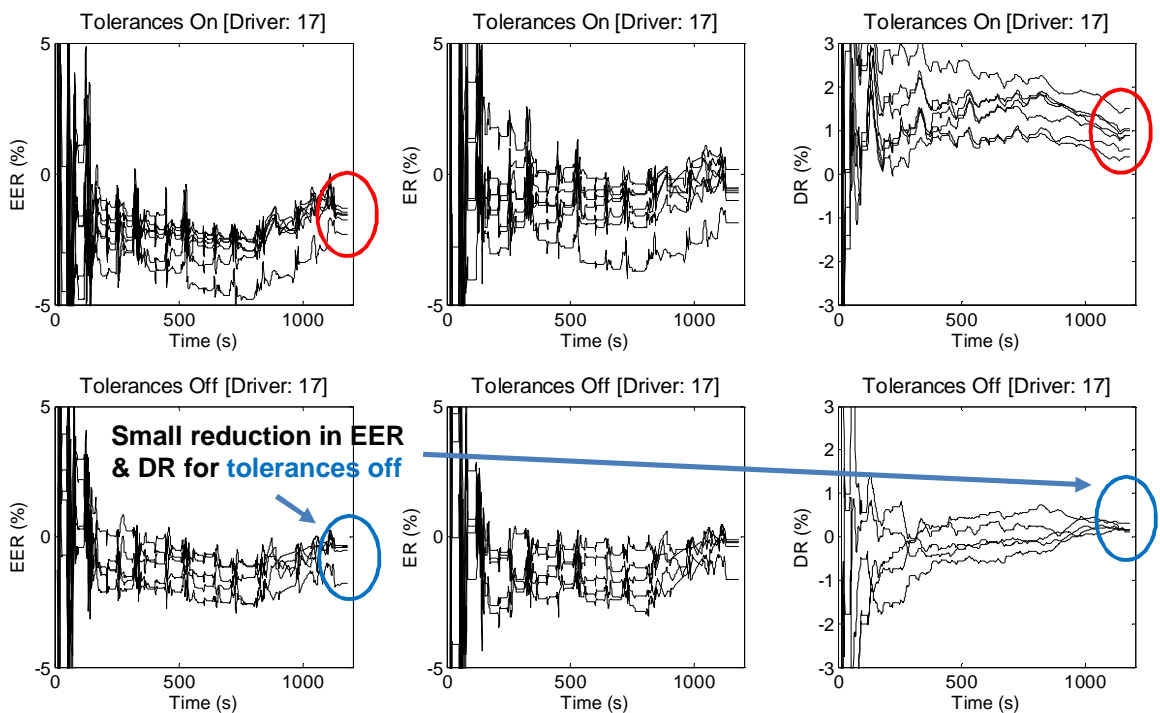 Tolerances On [Driver: 17]
5
0
-5
EER (%)
0
500
1000
Time (s)
Tolerances On [Driver: 17]
5
0
-5
ER (%)
0
500
1000
Time (s)
Tolerances On [Driver: 17]
3
2
1
0
-1
2
-3
DR (%)
0
500
1000
Time (s)
Tolerances Off [Driver: 17]
5
0
-5
EER (%)
0
500
1000
Time (s)
Small reduction in EER
& DR for tolerances off
Tolerances Off [Driver: 17]
5
0
-5
ER (%)
0
500
1000
Time (s)
Tolerances Off [Driver: 17]
3
2
1
0
-1
-2
-3
DR (%)
0
500
1000
Time (s)